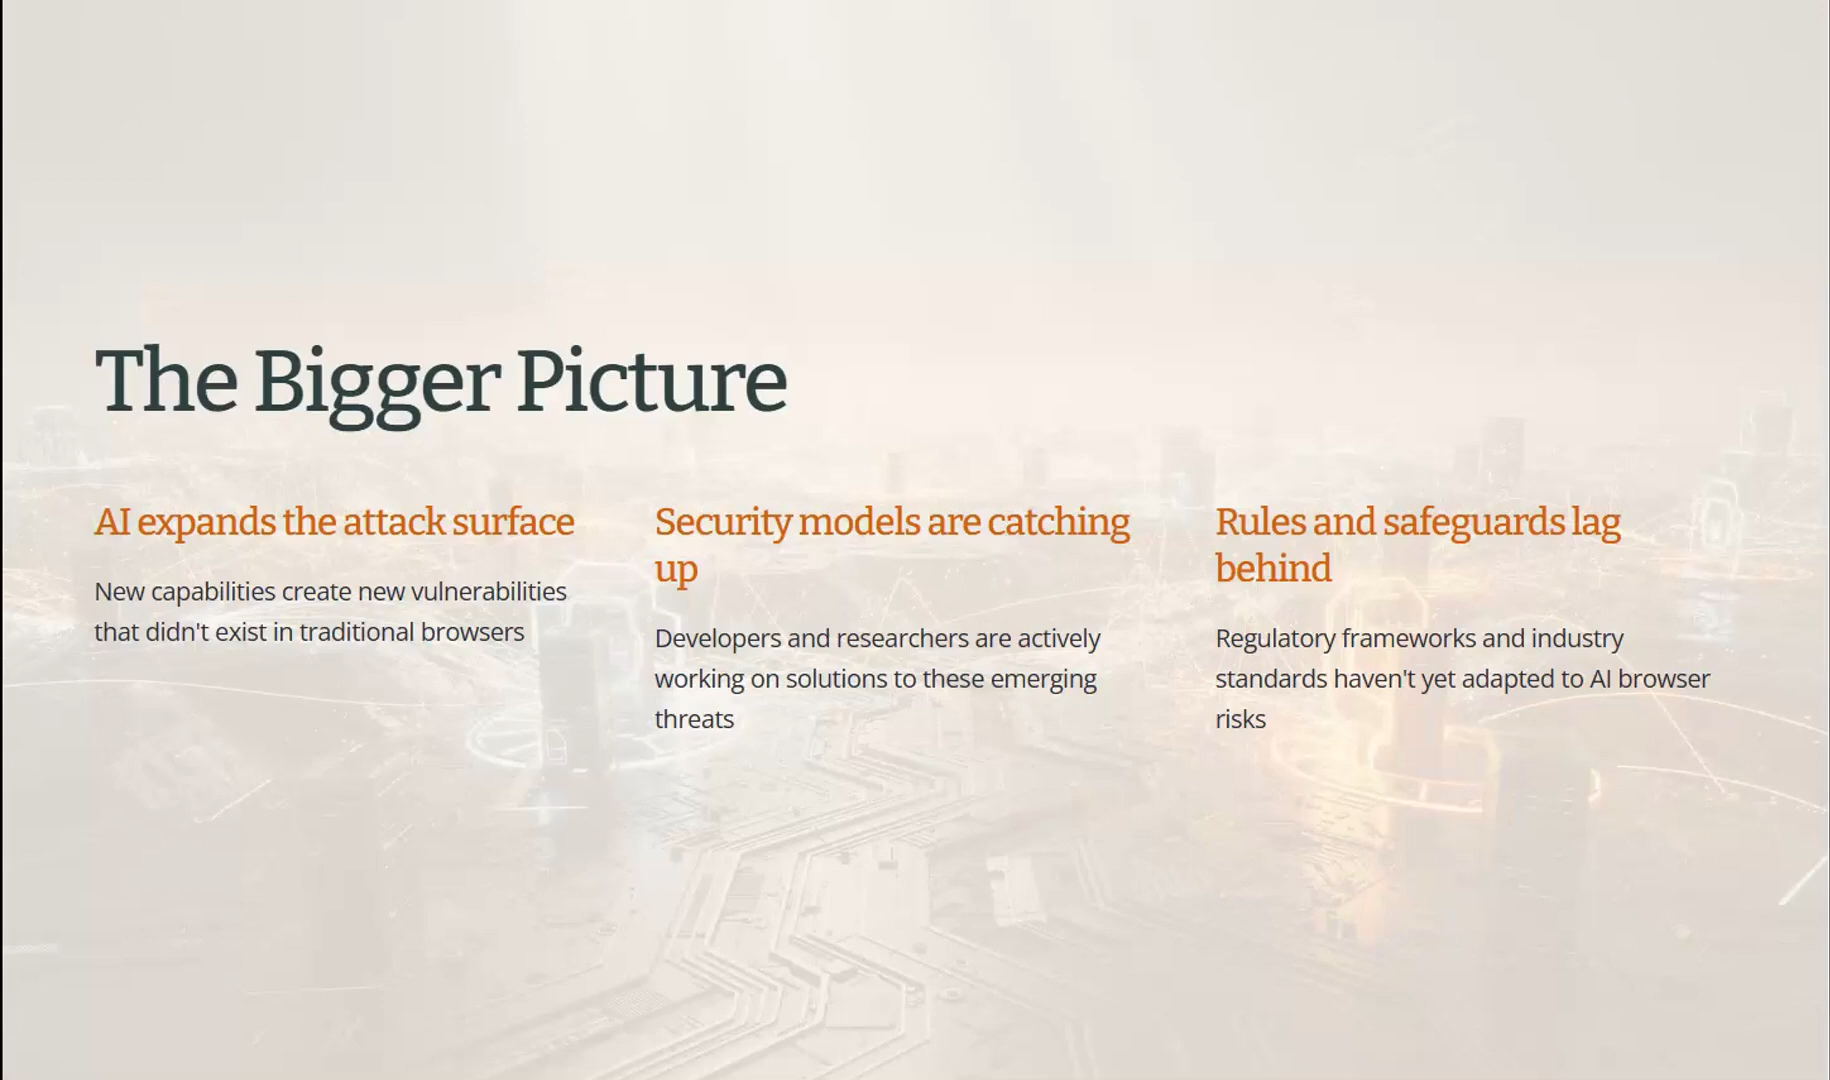 The Bigger Picture
AI expands the attack surface
New capabilities create new vulnerabilities
that didn't exist in traditional browsers
Security models are catching
up
Developers and researchers are actively
working on solutions to these emerging
threats
Rules and safeguards lag
behind
Regulatory frameworks and industry
standards haven't yet adapted to AI browser
risks